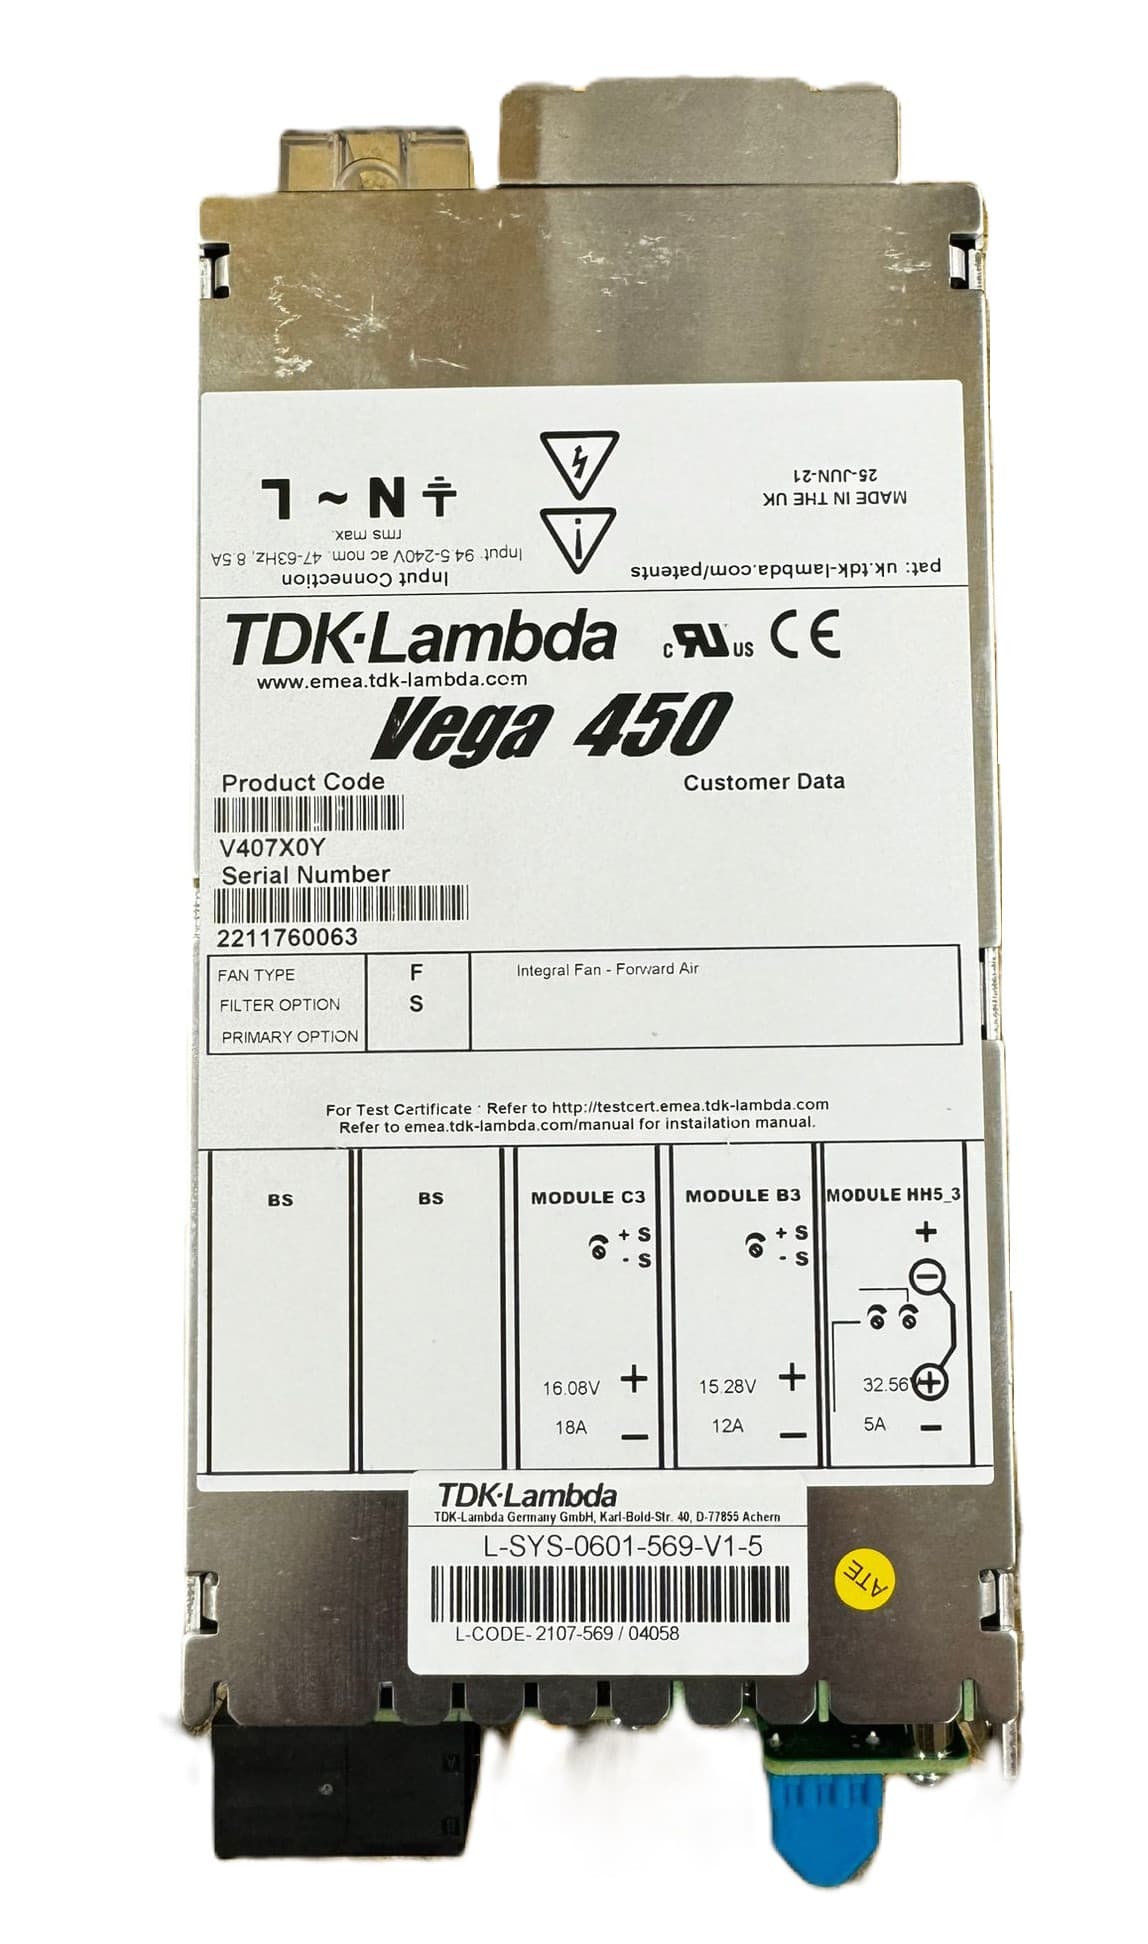 L ~ N ⏚
Input Connection
Input: 94.5-240V ac nom. 47-63Hz, 8.5A
rms max.
pat: uk.tdk-lambda.com/patents
MADE IN THE UK
25-JUN-21
TDK·Lambda c RU US CE
www.emea.tdk-lambda.com
Vega 450
Product Code
Customer Data
V407X0Y
Serial Number
2211760063
FAN TYPE F Integral Fan - Forward Air
FILTER OPTION S
PRIMARY OPTION
For Test Certificate : Refer to http://testcert.emea.tdk-lambda.com
Refer to emea.tdk-lambda.com/manual for installation manual.
BS BS MODULE C3 MODULE B3 MODULE HH5_3
+ S + S +
- S - S −
16.08V + 15.28V + 32.56V +
18A − 12A − 5A −
TDK·Lambda
TDK-Lambda Germany GmbH, Karl-Bold-Str. 40, D-77855 Achern
L-SYS-0601-569-V1-5
L-CODE- 2107-569 / 04058
ATE